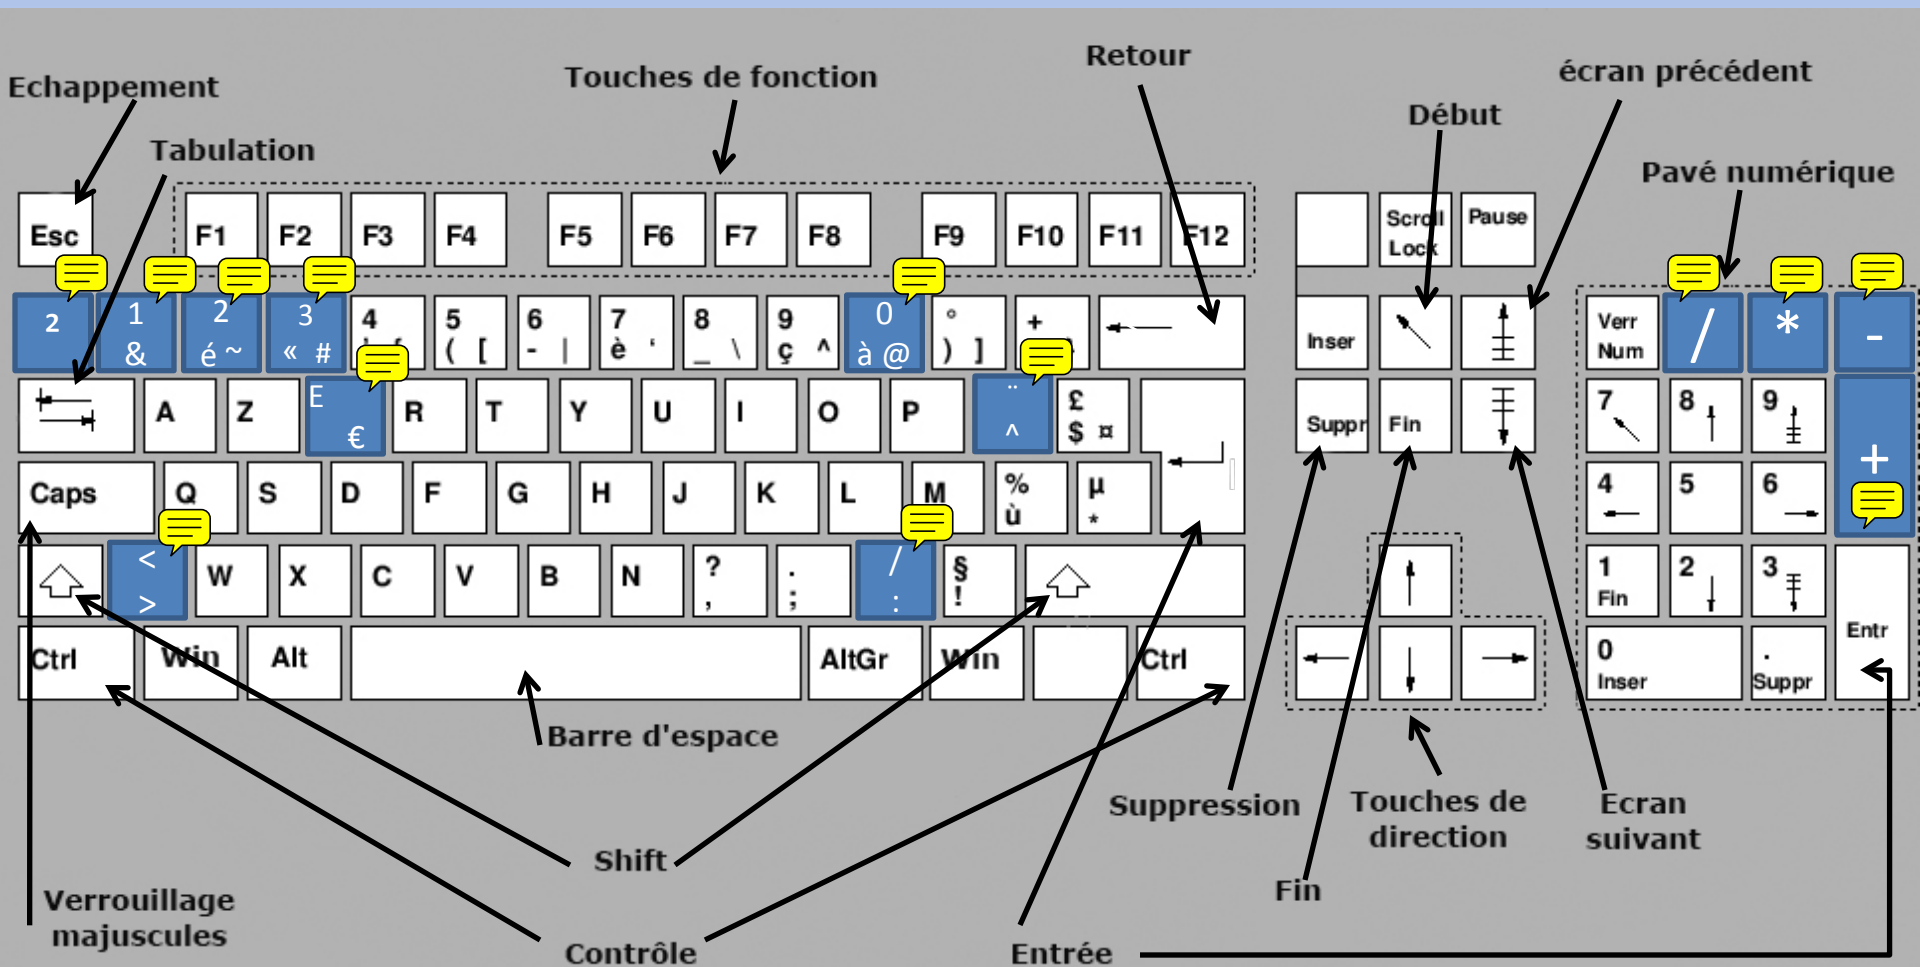 Retour
Echappement
Touches de fonction
écran précédent
Début
Tabulation
Pavé numérique
Esc
F1
F2
F3
F4
F5
F6
F7
F8
F9
F10
F11
F12
Scroll
Lock
Pause
2
1
&
2
é ~
3
« #
4
5
( [
6
- |
7
è `
8
_ \
9
ç ^
0
à @
°
) ]
+
Inser
Verr
Num
/
*
-
A
Z
E
€
R
T
Y
U
I
O
P
¨
^
£
$ ¤
Suppr
Fin
7
8
9
+
Caps
Q
S
D
F
G
H
J
K
L
M
%
ù
µ
*
4
5
6
<
>
W
X
C
V
B
N
?
,
.
;
/
:
§
!
1
Fin
2
3
Entr
Ctrl
Win
Alt
AltGr
Win
Ctrl
0
Inser
.
Suppr
Barre d'espace
Suppression
Touches de
direction
Ecran
suivant
Shift
Fin
Verrouillage
majuscules
Contrôle
Entrée